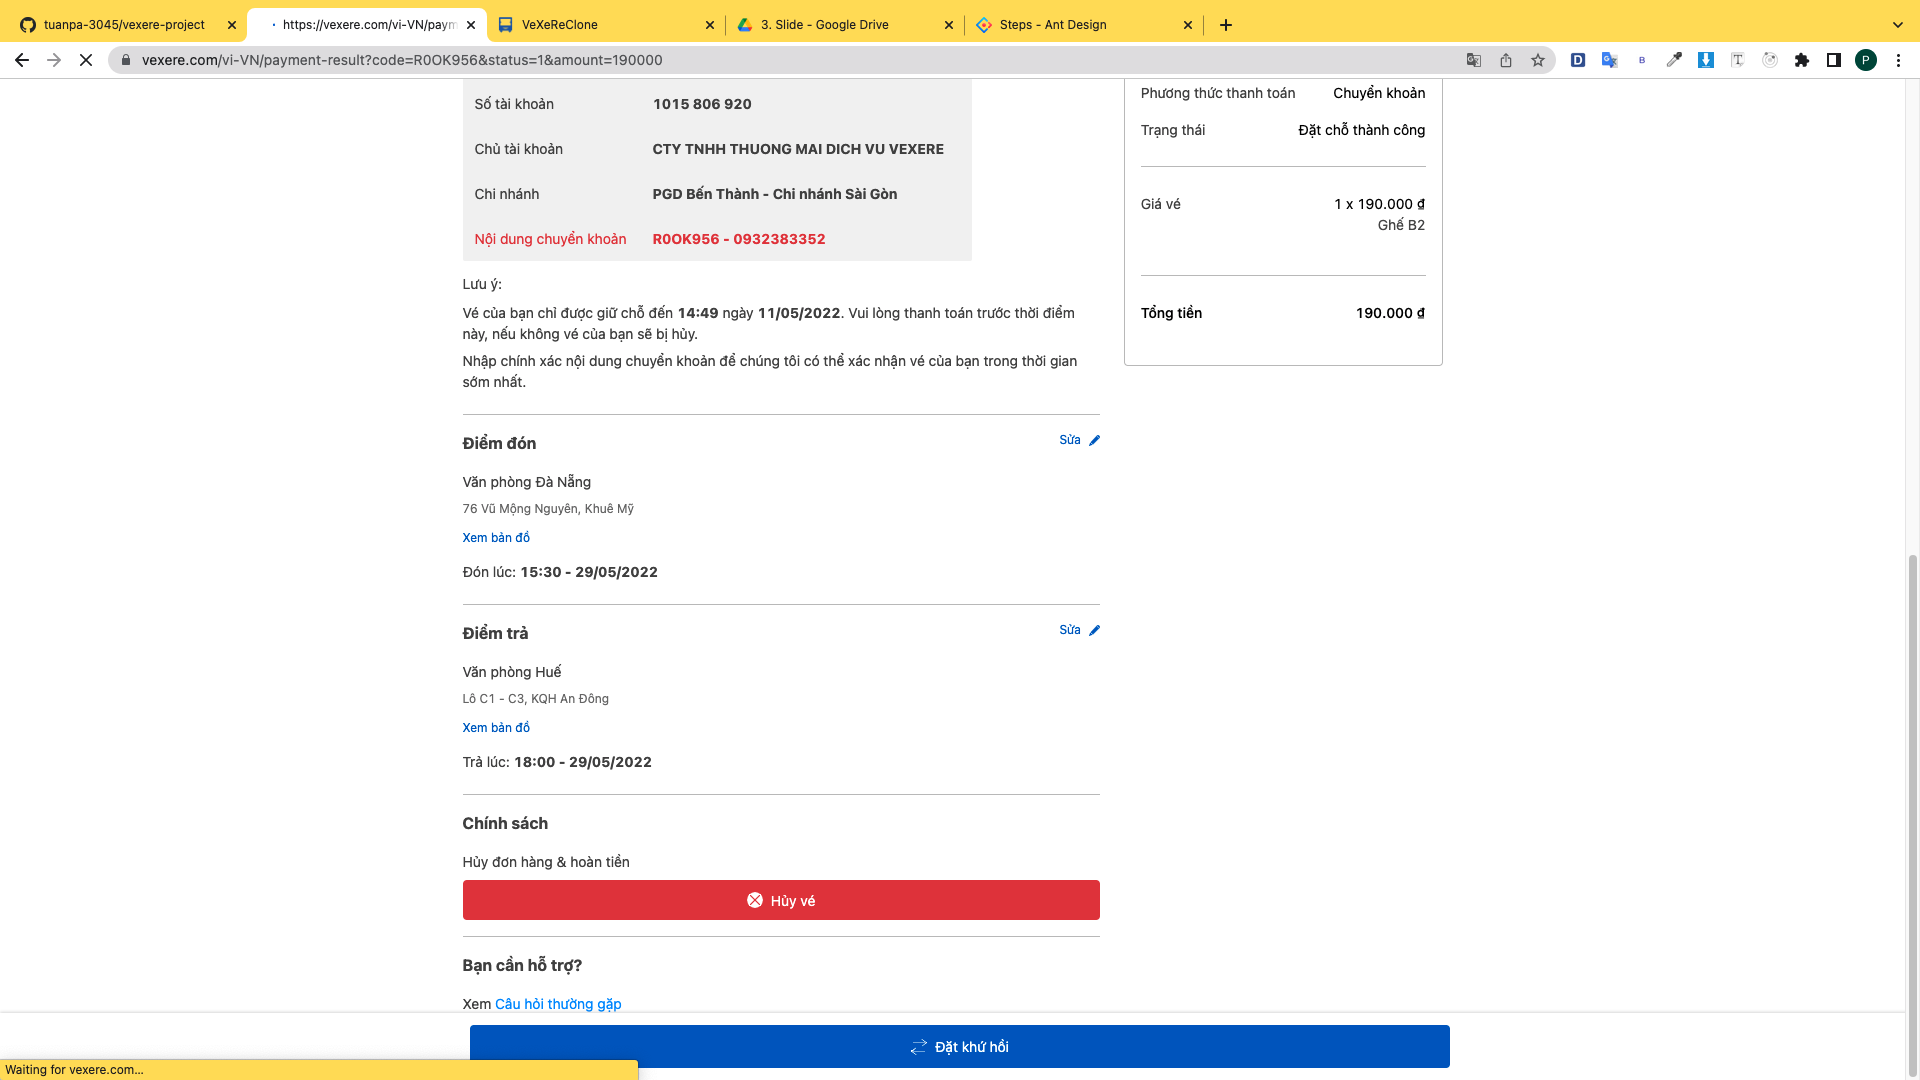 tuanpa-3045/vexere-project
https://vexere.com/vi-VN/paym
VeXeReClone
3. Slide - Google Drive
Steps - Ant Design
vexere.com/vi-VN/payment-result?code=R0OK956&status=1&amount=190000
Số tài khoản 1015 806 920
Chủ tài khoản CTY TNHH THUONG MAI DICH VU VEXERE
Chi nhánh PGD Bến Thành - Chi nhánh Sài Gòn
Nội dung chuyển khoản R0OK956 - 0932383352
Lưu ý:
Vé của bạn chỉ được giữ chỗ đến 14:49 ngày 11/05/2022. Vui lòng thanh toán trước thời điểm
này, nếu không vé của bạn sẽ bị hủy.
Nhập chính xác nội dung chuyển khoản để chúng tôi có thể xác nhận vé của bạn trong thời gian
sớm nhất.
Điểm đón
Sửa
Văn phòng Đà Nẵng
76 Vũ Mộng Nguyên, Khuê Mỹ
Xem bản đồ
Đón lúc: 15:30 - 29/05/2022
Điểm trả
Sửa
Văn phòng Huế
Lô C1 - C3, KQH An Đông
Xem bản đồ
Trả lúc: 18:00 - 29/05/2022
Chính sách
Hủy đơn hàng & hoàn tiền
Hủy vé
Bạn cần hỗ trợ?
Xem Câu hỏi thường gặp
Phương thức thanh toán Chuyển khoản
Trạng thái Đặt chỗ thành công
Giá vé 1 x 190.000 ₫
Ghế B2
Tổng tiền 190.000 ₫
Đặt khứ hồi
Waiting for vexere.com...